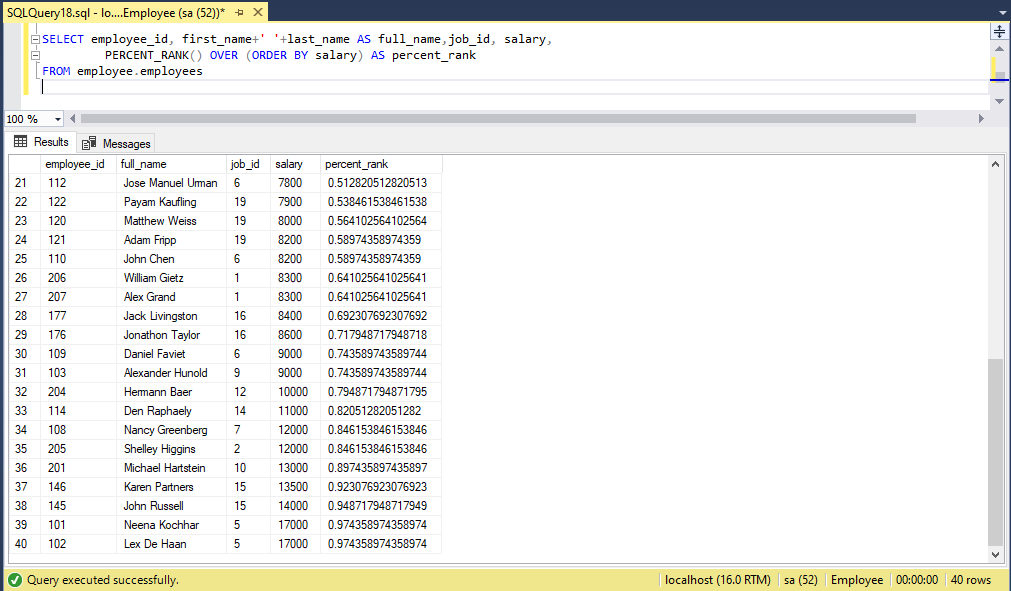 SQLQuery18.sql - lo....Employee (sa (52))*
SELECT employee_id, first_name+' '+last_name AS full_name,job_id, salary,
PERCENT_RANK() OVER (ORDER BY salary) AS percent_rank
FROM employee.employees
100 %
Results Messages
employee_id full_name job_id salary percent_rank
21 112 Jose Manuel Urman 6 7800 0.512820512820513
22 122 Payam Kaufling 19 7900 0.538461538461538
23 120 Matthew Weiss 19 8000 0.564102564102564
24 121 Adam Fripp 19 8200 0.58974358974359
25 110 John Chen 6 8200 0.58974358974359
26 206 William Gietz 1 8300 0.641025641025641
27 207 Alex Grand 1 8300 0.641025641025641
28 177 Jack Livingston 16 8400 0.692307692307692
29 176 Jonathon Taylor 16 8600 0.717948717948718
30 109 Daniel Faviet 6 9000 0.743589743589744
31 103 Alexander Hunold 9 9000 0.743589743589744
32 204 Hermann Baer 12 10000 0.794871794871795
33 114 Den Raphaely 14 11000 0.82051282051282
34 108 Nancy Greenberg 7 12000 0.846153846153846
35 205 Shelley Higgins 2 12000 0.846153846153846
36 201 Michael Hartstein 10 13000 0.897435897435897
37 146 Karen Partners 15 13500 0.923076923076923
38 145 John Russell 15 14000 0.948717948717949
39 101 Neena Kochhar 5 17000 0.974358974358974
40 102 Lex De Haan 5 17000 0.974358974358974
Query executed successfully. localhost (16.0 RTM) sa (52) Employee 00:00:00 40 rows